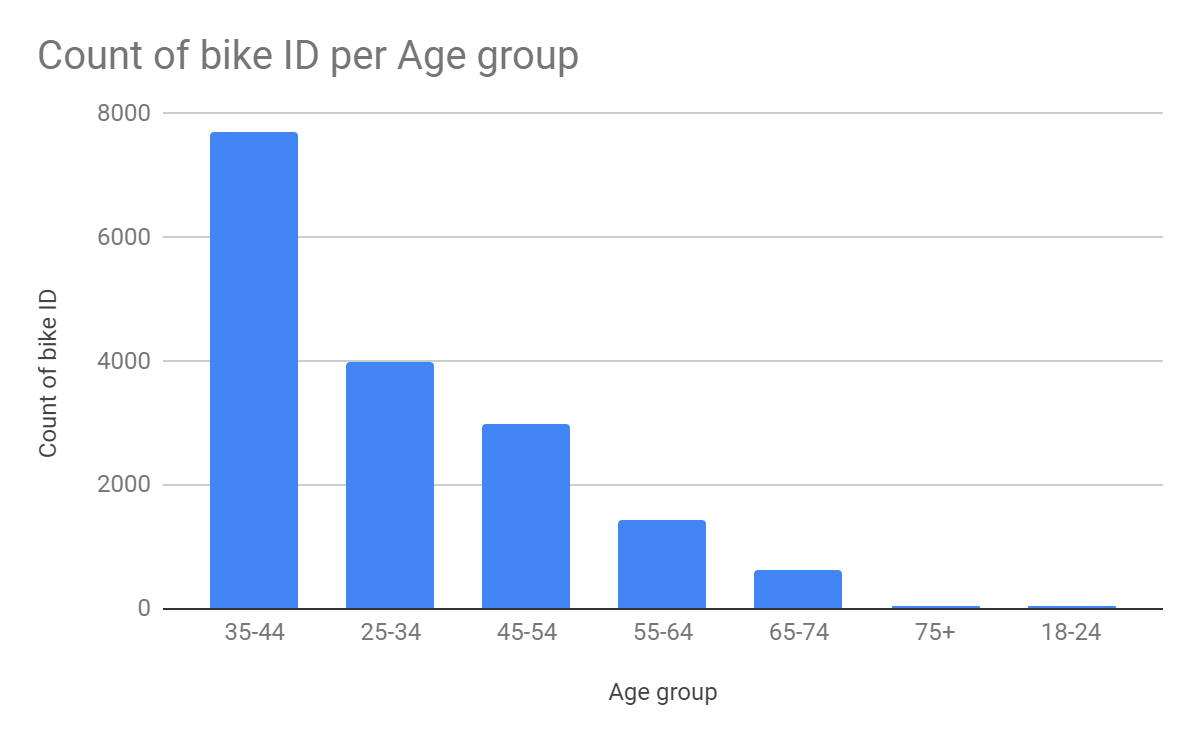 Count of bike ID per Age group
8000
6000
4000
2000
0
Count of bike ID
35-44 25-34 45-54 55-64 65-74 75+ 18-24
Age group